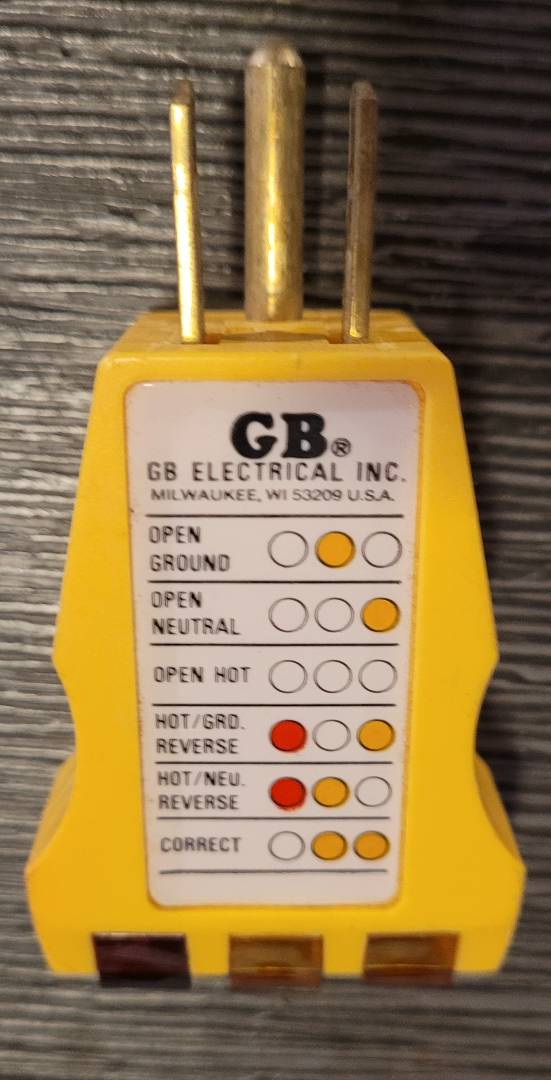 GB®
GB ELECTRICAL INC.
MILWAUKEE, WI 53209 U.S.A.
OPEN
GROUND
OPEN
NEUTRAL
OPEN HOT
HOT/GRD.
REVERSE
HOT/NEU.
REVERSE
CORRECT